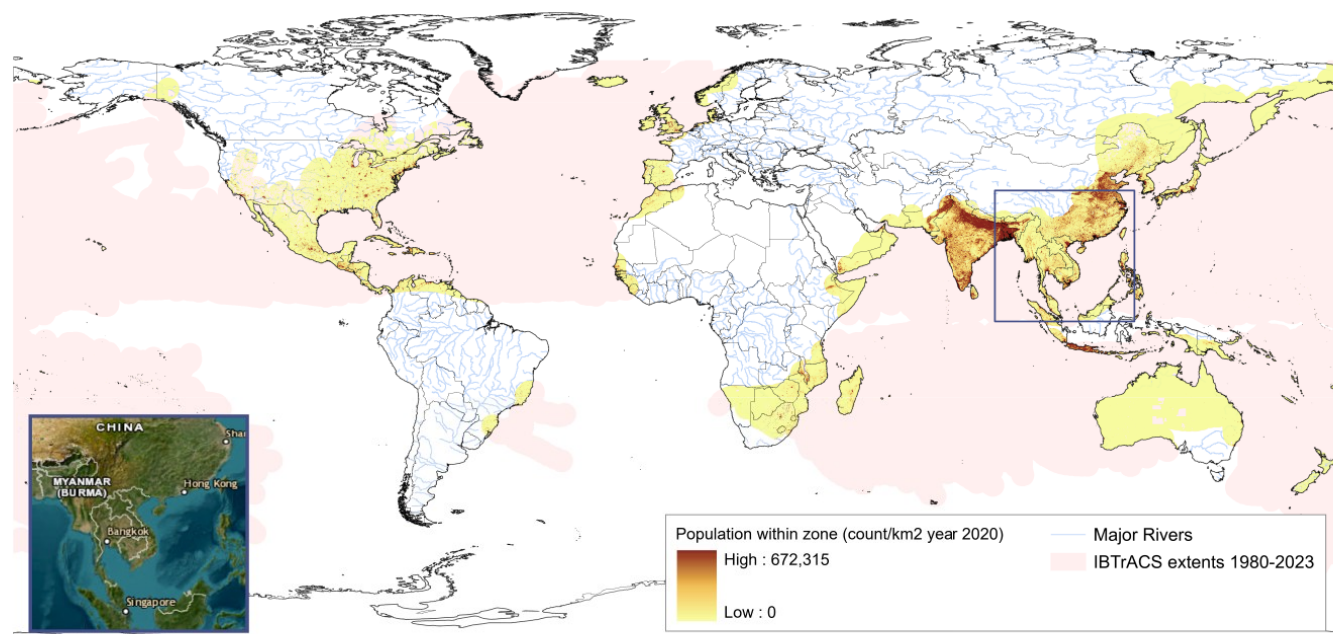 CHINA
Shai
MYANMAR
(BURMA)
Hong Kong
Bangkok
Singapore
Population within zone (count/km2 year 2020)
High : 672,315
Low : 0
Major Rivers
IBTrACS extents 1980-2023